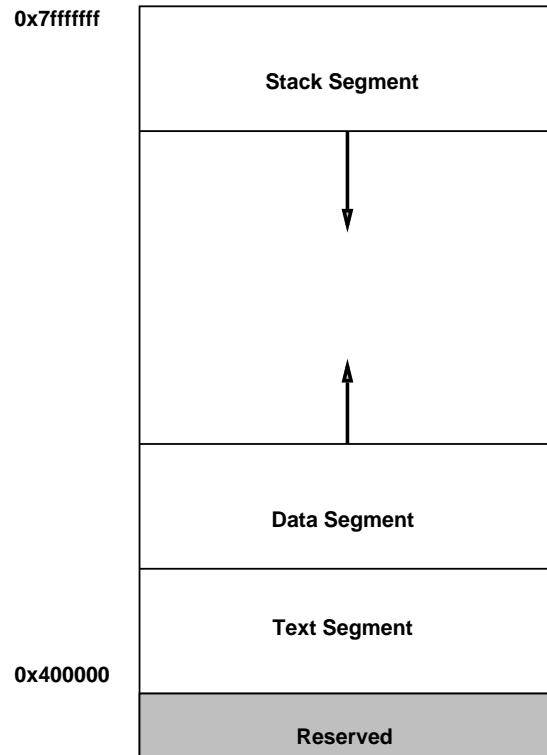 0x7fffffff
Stack Segment
Data Segment
Text Segment
0x400000
Reserved